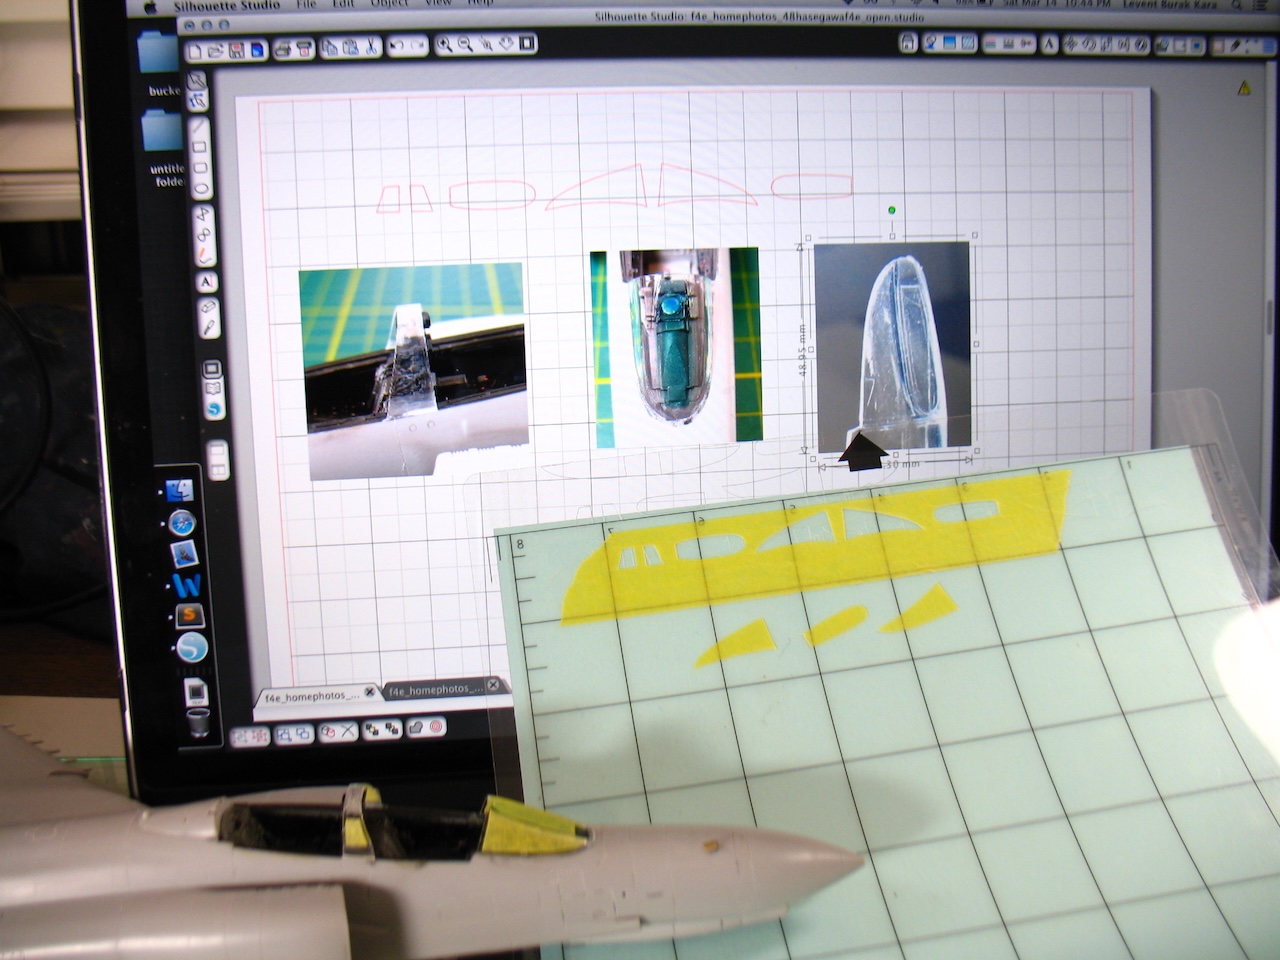 Silhouette Studio File Edit Object View Help
Sat Mar 14 10:44 PM Levent Burak Kara
Silhouette Studio: f4e_homephotos_48hasegawaf4e_open.studio
bucke
untitle
folde
A
A
48.95 mm
30 mm
W
S
S
f4e_homephotos_...
f4e_homephotos_...
8